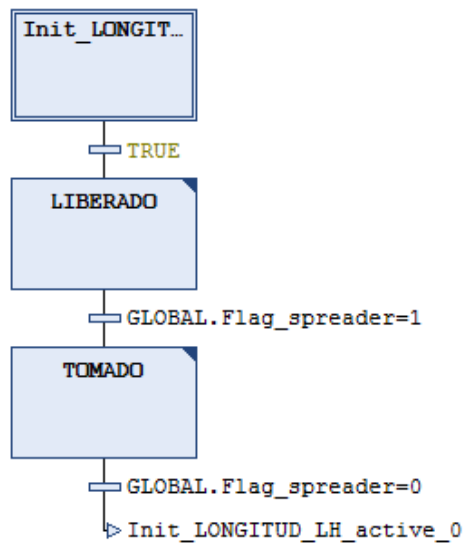 Init_LONGIT…
TRUE
LIBERADO
GLOBAL.Flag_spreader=1
TOMADO
GLOBAL.Flag_spreader=0
Init_LONGITUD_LH_active_0